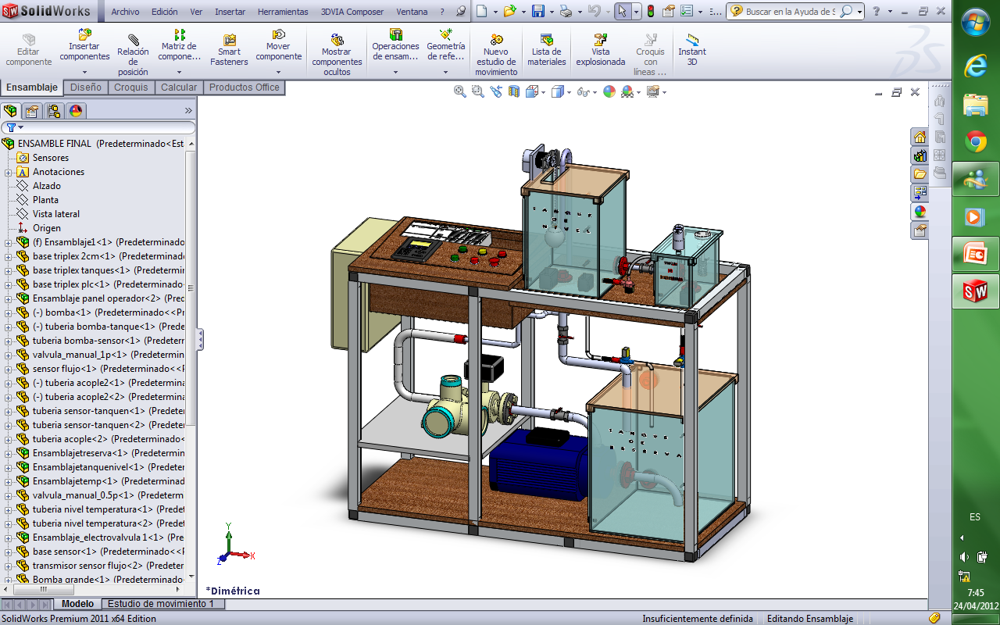 SolidWorks
Archivo Edición Ver Insertar Herramientas 3DVIA Composer Ventana ?
E...
Buscar en la Ayuda de S
Editar componente
Insertar componentes
Relación de posición
Matriz de compone...
Smart Fasteners
Mover componente
Mostrar componentes ocultos
Operaciones de ensam...
Geometría de refe...
Nuevo estudio de movimiento
Lista de materiales
Vista explosionada
Croquis con líneas ...
Instant 3D
Ensamblaje Diseño Croquis Calcular Productos Office
ENSAMBLE FINAL (Predeterminado<Est
Sensores
Anotaciones
Alzado
Planta
Vista lateral
Origen
(f) Ensamblaje1<1> (Predeterminado
base triplex 2cm<1> (Predeterminad
base triplex tanques<1> (Predetermir
base triplex plc<1> (Predeterminado
Ensamblaje panel operador<2> (Pred
(-) bomba<1> (Predeterminado<<Pr
(-) tuberia bomba-tanque<1> (Prede
tuberia bomba-sensor<1> (Predeterr
valvula_manual_1p<1> (Predetermin
sensor flujo<1> (Predeterminado<<F
(-) tuberia acople2<1> (Predetermina
(-) tuberia acople2<2> (Predetermina
tuberia sensor-tanquen<1> (Predeter
tuberia sensor-tanquen<2> (Predeter
tuberia acople<2> (Predeterminado<
Ensamblajetreserva<1> (Predetermin
Ensamblajetanquenivel<1> (Predeterm
Ensamblajetemp<1> (Predeterminad
valvula_manual_0.5p<1> (Predeterm
tuberia nivel temperatura<1> (Predet
tuberia nivel temperatura<2> (Predet
Ensamblaje_electrovalvula 1<1> (Pre
base sensor<1> (Predeterminado<<P
transmisor sensor flujo<2> (Predeter
Bomba grande<1> (Predeterminado
TANQUE
DE
NIVEL
TANQUE
DE
RESERVA
Y
X
Z
*Dimétrica
Modelo Estudio de movimiento 1
SolidWorks Premium 2011 x64 Edition
Insuficientemente definida
Editando Ensamblaje
ES
7:45
24/04/2012